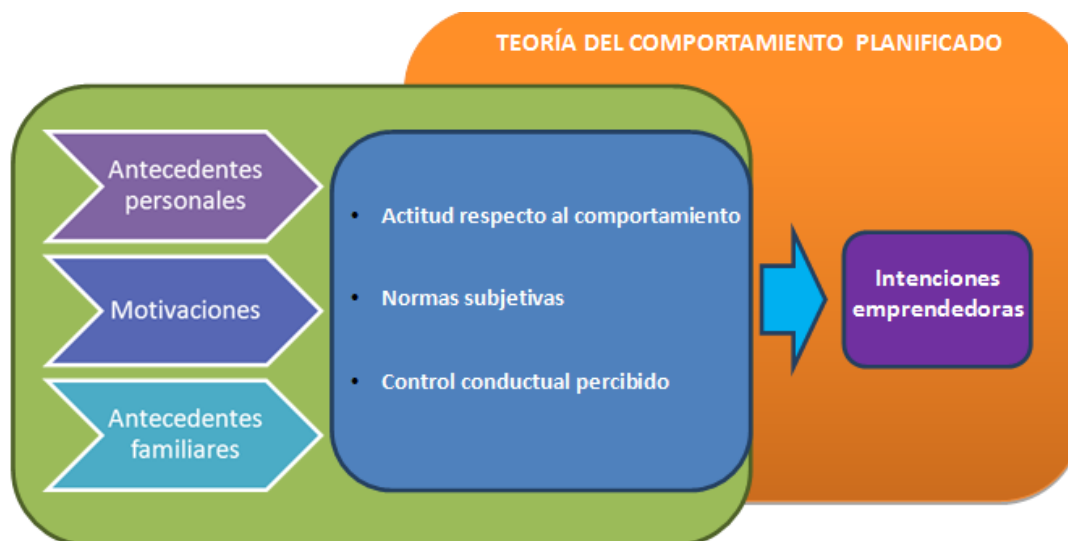 TEORÍA DEL COMPORTAMIENTO PLANIFICADO
Antecedentes
personales
Motivaciones
Antecedentes
familiares
• Actitud respecto al comportamiento
• Normas subjetivas
• Control conductual percibido
Intenciones
emprendedoras